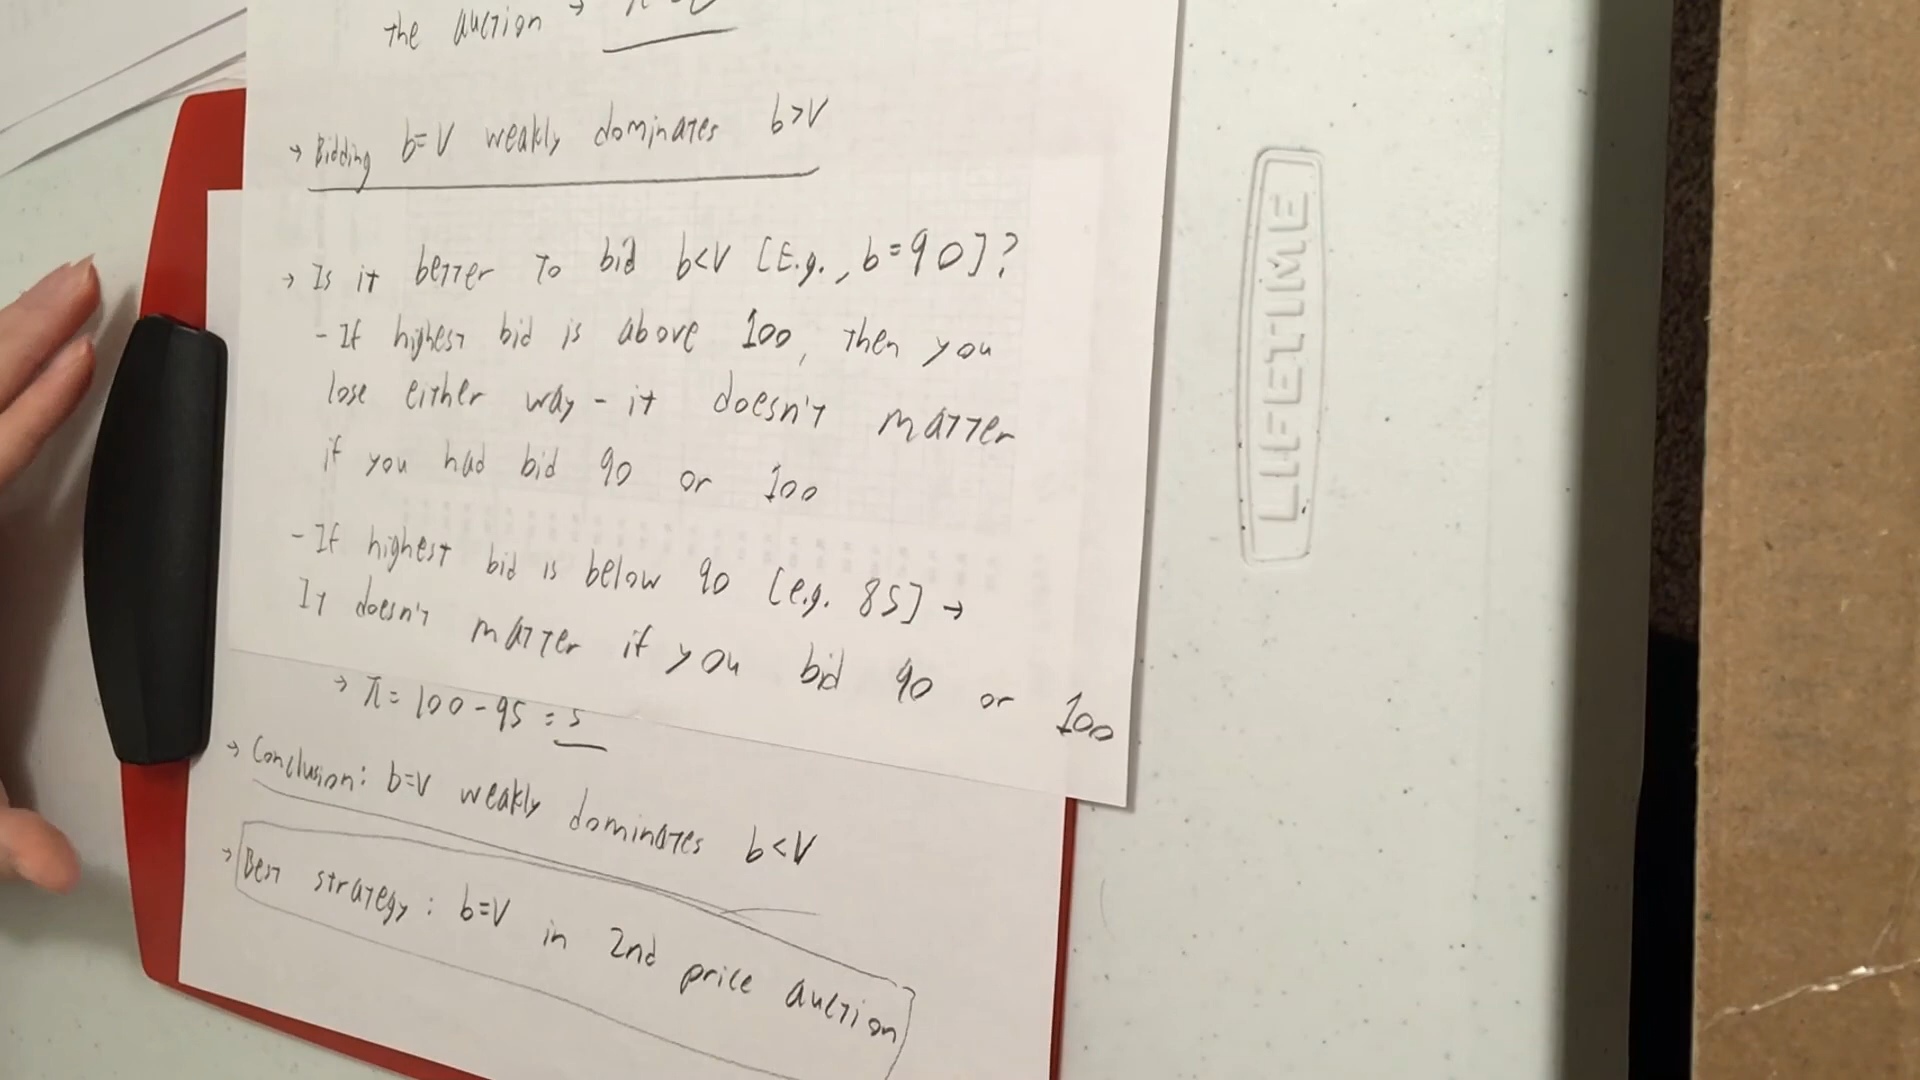 the auction →
→ Bidding b=V weakly dominates b>V
→ Is it better to bid b<V [E.g., b=90]?
- If highest bid is above 100, then you
lose either way - it doesn't matter
if you had bid 90 or 100
- If highest bid is below 90 [e.g. 85] →
It doesn't matter if you bid 90 or 100
→ π = 100 - 95 = 5
→ Conclusion: b=V weakly dominates b<V
→ Best strategy: b=V in 2nd price auction
LIFETIME